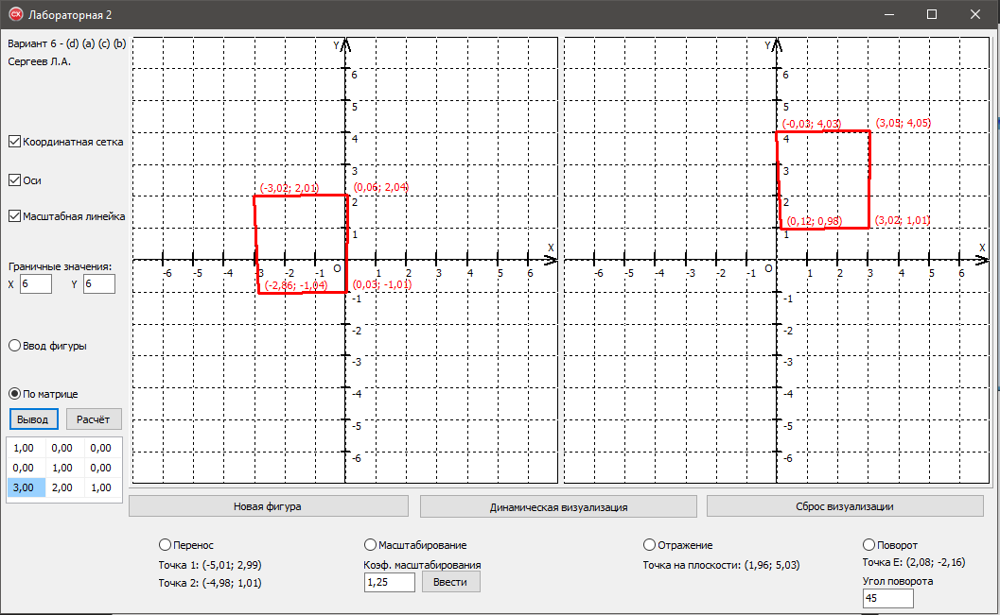 Лабораторная 2
Вариант 6 - (d) (a) (c) (b)
Сергеев Л.А.
Координатная сетка
Оси
Масштабная линейка
Граничные значения:
X 6 Y 6
Ввод фигуры
По матрице
Вывод Расчёт
1,00 0,00 0,00
0,00 1,00 0,00
3,00 2,00 1,00
Y
6
5
4
3
2
1
(-3,02; 2,01) (0,06; 2,04)
X
O
-6 -5 -4 -3 -2 -1 1 2 3 4 5 6
(-2,86; -1,04) (0,03; -1,01)
-1
-2
-3
-4
-5
-6
Y
6
5
(-0,03; 4,03) (3,05; 4,05)
4
3
2
(0,12; 0,98) (3,02; 1,01)
1
X
O
-6 -5 -4 -3 -2 -1 1 2 3 4 5 6
-1
-2
-3
-4
-5
-6
Новая фигура Динамическая визуализация Сброс визуализации
Перенос
Точка 1: (-5,01; 2,99)
Точка 2: (-4,98; 1,01)
Масштабирование
Коэф. масштабирования
1,25 Ввести
Отражение
Точка на плоскости: (1,96; 5,03)
Поворот
Точка E: (2,08; -2,16)
Угол поворота
45